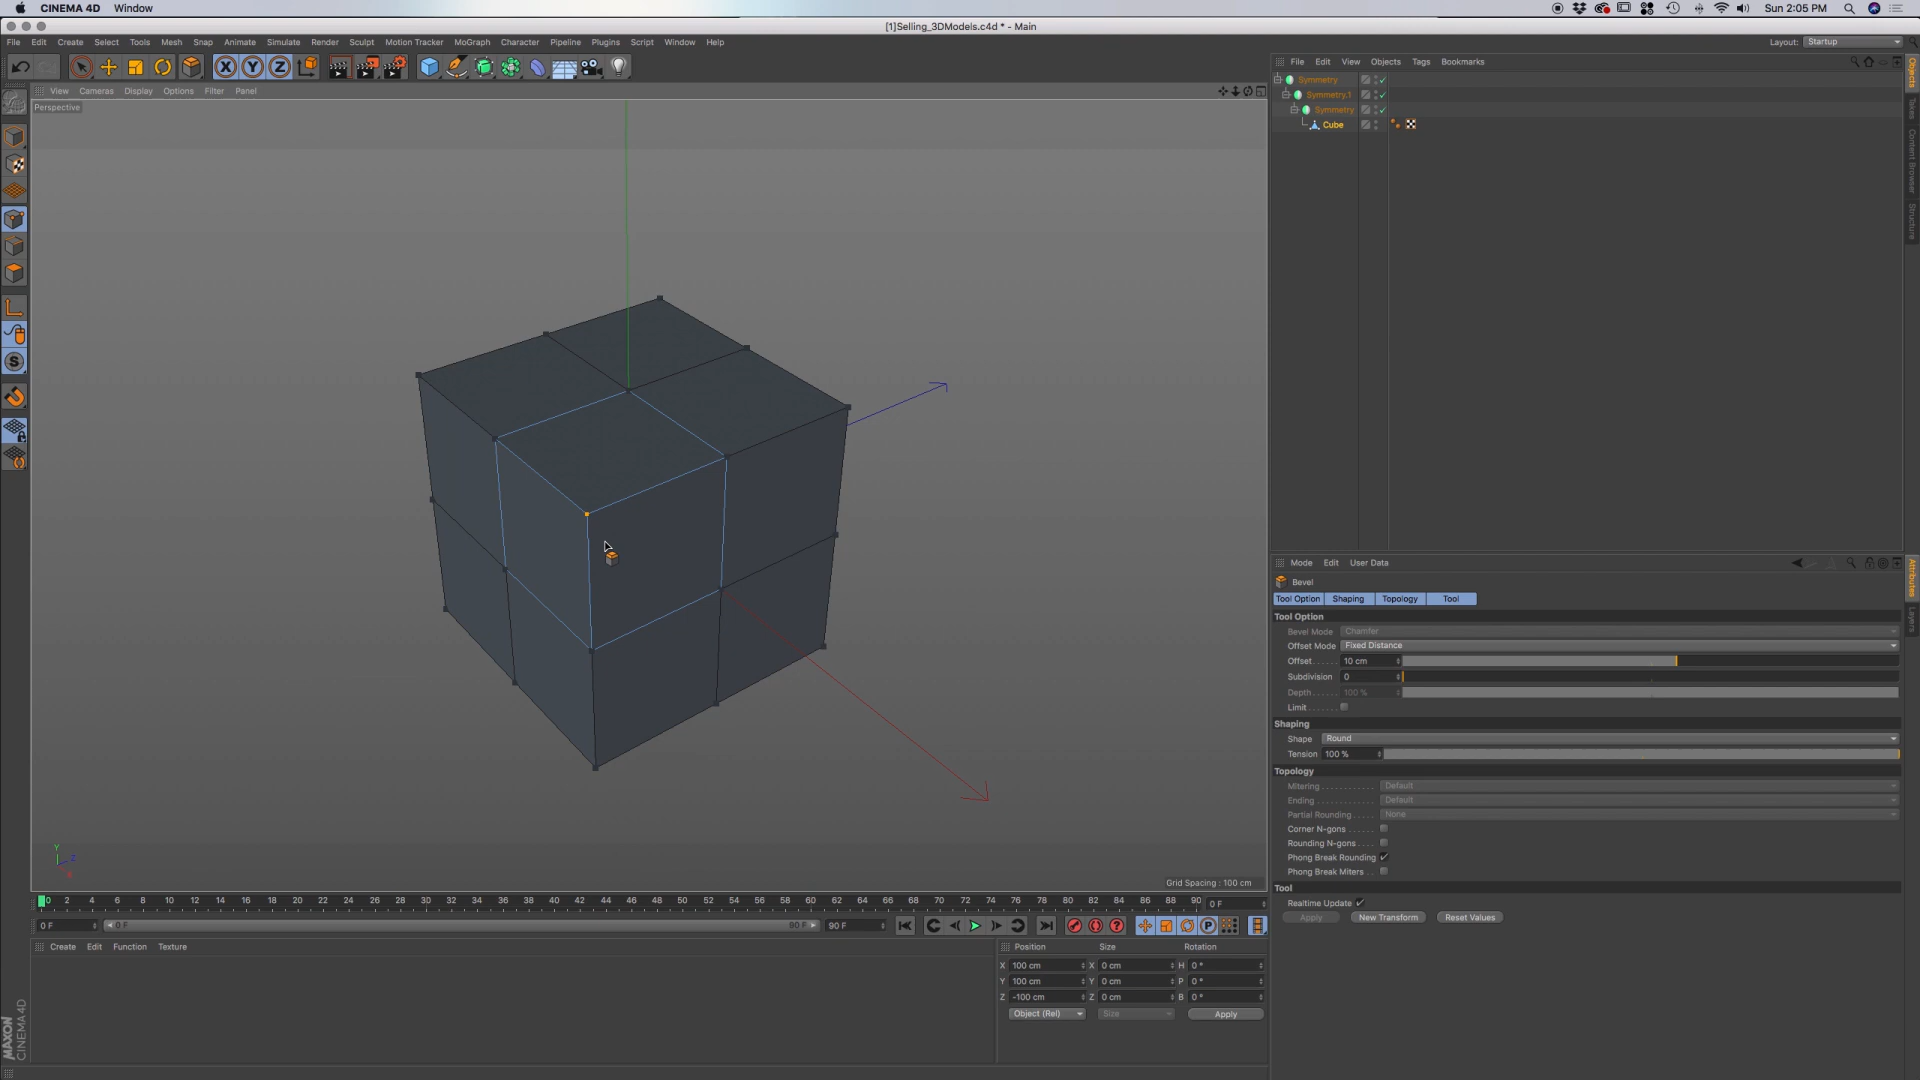 CINEMA 4D Window
Sun 2:05 PM
[1]Selling_3DModels.c4d * - Main
File Edit Create Select Tools Mesh Snap Animate Simulate Render Sculpt Motion Tracker MoGraph Character Pipeline Plugins Script Window Help
Layout: Startup
X Y Z
View Cameras Display Options Filter Panel
Perspective
File Edit View Objects Tags Bookmarks
Symmetry
Symmetry.1
Symmetry
Cube
Objects
Takes
Content Browser
Structure
Mode Edit User Data
Bevel
Tool Option Shaping Topology Tool
Tool Option
Bevel Mode Chamfer
Offset Mode Fixed Distance
Offset 10 cm
Subdivision 0
Depth 100 %
Limit
Shaping
Shape Round
Tension 100 %
Topology
Mitering Default
Ending Default
Partial Rounding None
Corner N-gons
Rounding N-gons
Phong Break Rounding
Phong Break Miters
Tool
Realtime Update
Apply New Transform Reset Values
Attributes
Layers
Y
Z
X
Grid Spacing : 100 cm
0 2 4 6 8 10 12 14 16 18 20 22 24 26 28 30 32 34 36 38 40 42 44 46 48 50 52 54 56 58 60 62 64 66 68 70 72 74 76 78 80 82 84 86 88 90 0 F
0 F 0 F 90 F 90 F
Create Edit Function Texture
Position Size Rotation
X 100 cm X 0 cm H 0 °
Y 100 cm Y 0 cm P 0 °
Z -100 cm Z 0 cm B 0 °
Object (Rel) Size Apply
MAXON
CINEMA 4D